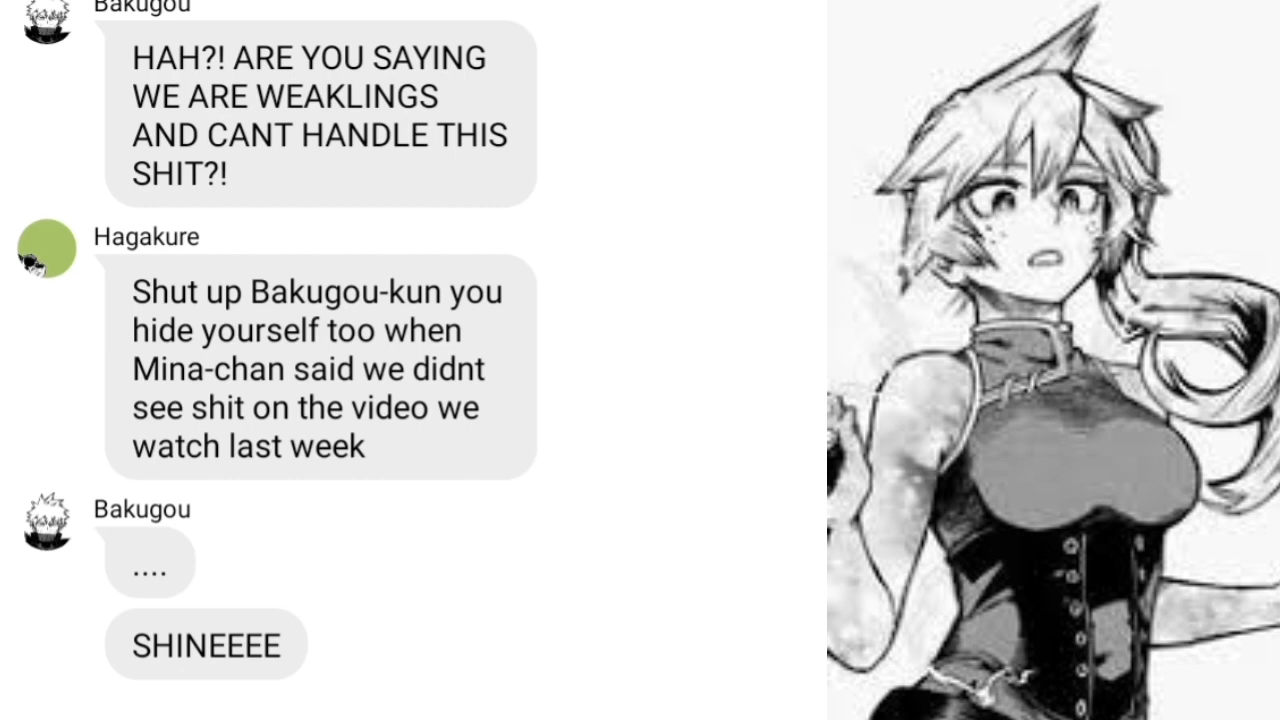 Bakugou
HAH?! ARE YOU SAYING
WE ARE WEAKLINGS
AND CANT HANDLE THIS
SHIT?!
Hagakure
Shut up Bakugou-kun you
hide yourself too when
Mina-chan said we didnt
see shit on the video we
watch last week
Bakugou
....
SHINEEEE